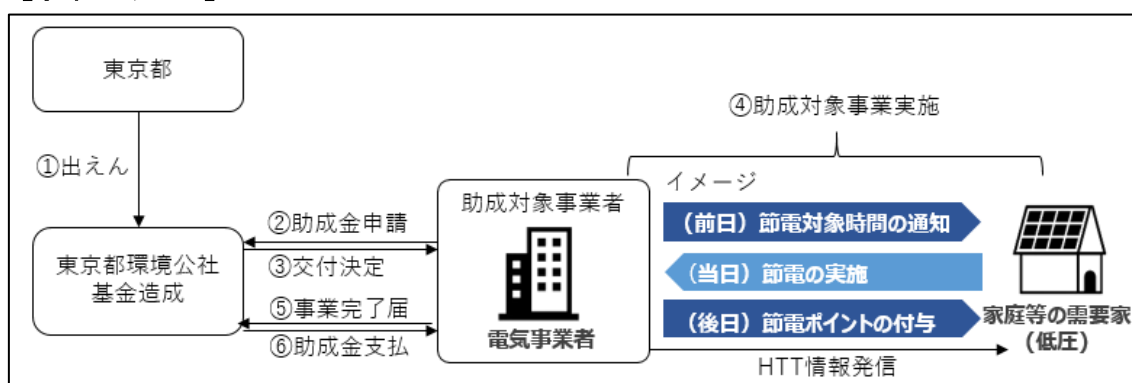 東京都
①出えん
東京都環境公社
基金造成
②助成金申請
③交付決定
⑤事業完了届
⑥助成金支払
助成対象事業者
電気事業者
④助成対象事業実施
イメージ
(前日)節電対象時間の通知
(当日)節電の実施
(後日)節電ポイントの付与
家庭等の需要家
(低圧)
HTT情報発信